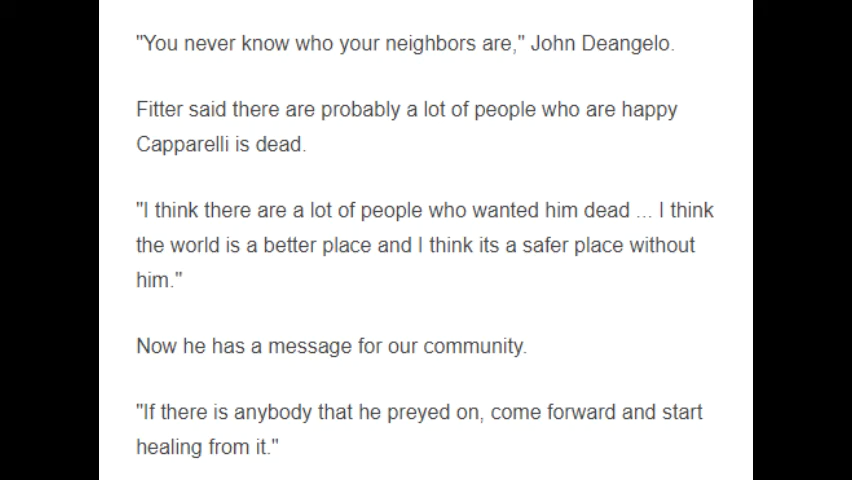 "You never know who your neighbors are," John Deangelo.
Fitter said there are probably a lot of people who are happy
Capparelli is dead.
"I think there are a lot of people who wanted him dead ... I think
the world is a better place and I think its a safer place without
him."
Now he has a message for our community.
"If there is anybody that he preyed on, come forward and start
healing from it."